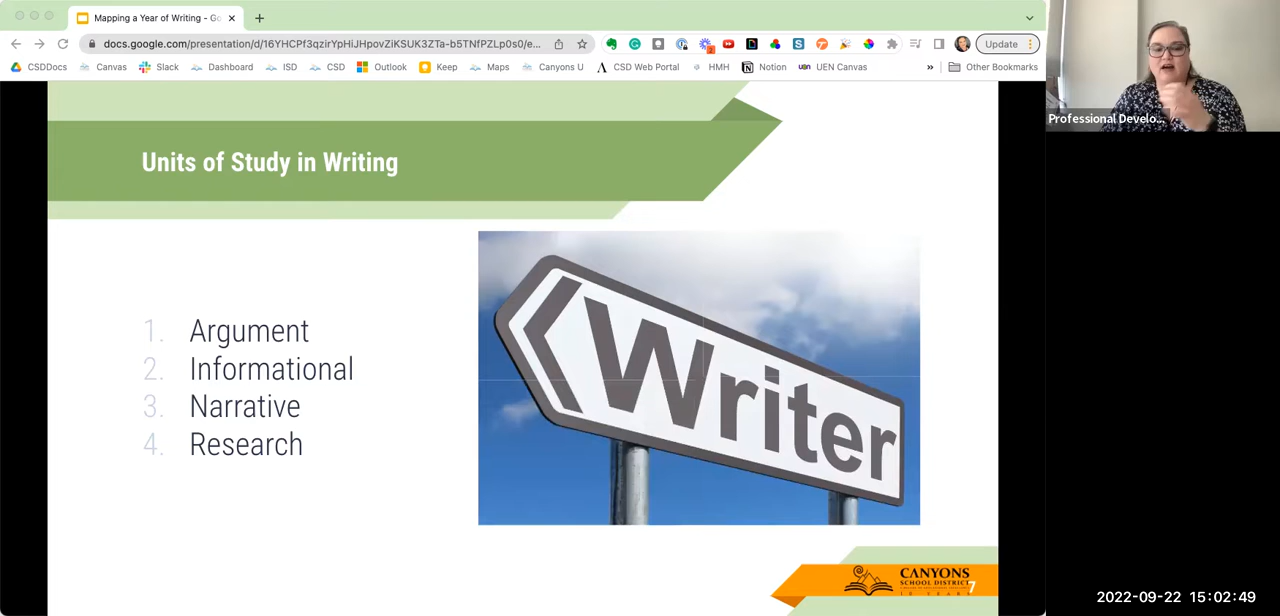 Mapping a Year of Writing - Go
docs.google.com/presentation/d/16YHCPf3qzirYpHiJHpovZiKSUK3ZTa-b5TNfPZLp0s0/e...
Update
CSDDocs
Canvas
Slack
Dashboard
ISD
CSD
Outlook
Keep
Maps
Canyons U
CSD Web Portal
HMH
Notion
UEN Canvas
»
Other Bookmarks
Professional Develo...
Units of Study in Writing
1. Argument
2. Informational
3. Narrative
4. Research
Writer
CANYONS
SCHOOL DISTRICT
7
2022-09-22 15:02:49